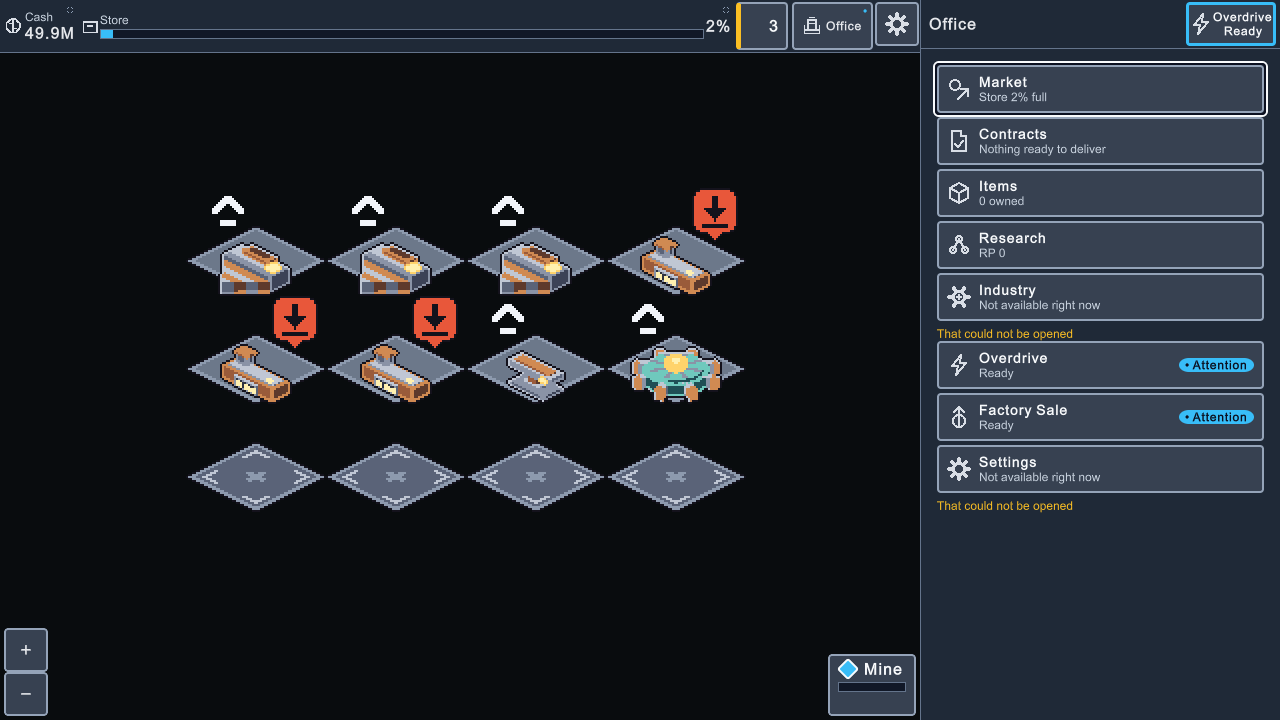 Cash
49.9M
Store
2%
3
Office
Office
Overdrive
Ready
Market
Store 2% full
Contracts
Nothing ready to deliver
Items
0 owned
Research
RP 0
Industry
Not available right now
That could not be opened
Overdrive
Ready
• Attention
Factory Sale
Ready
• Attention
Settings
Not available right now
That could not be opened
+
−
Mine